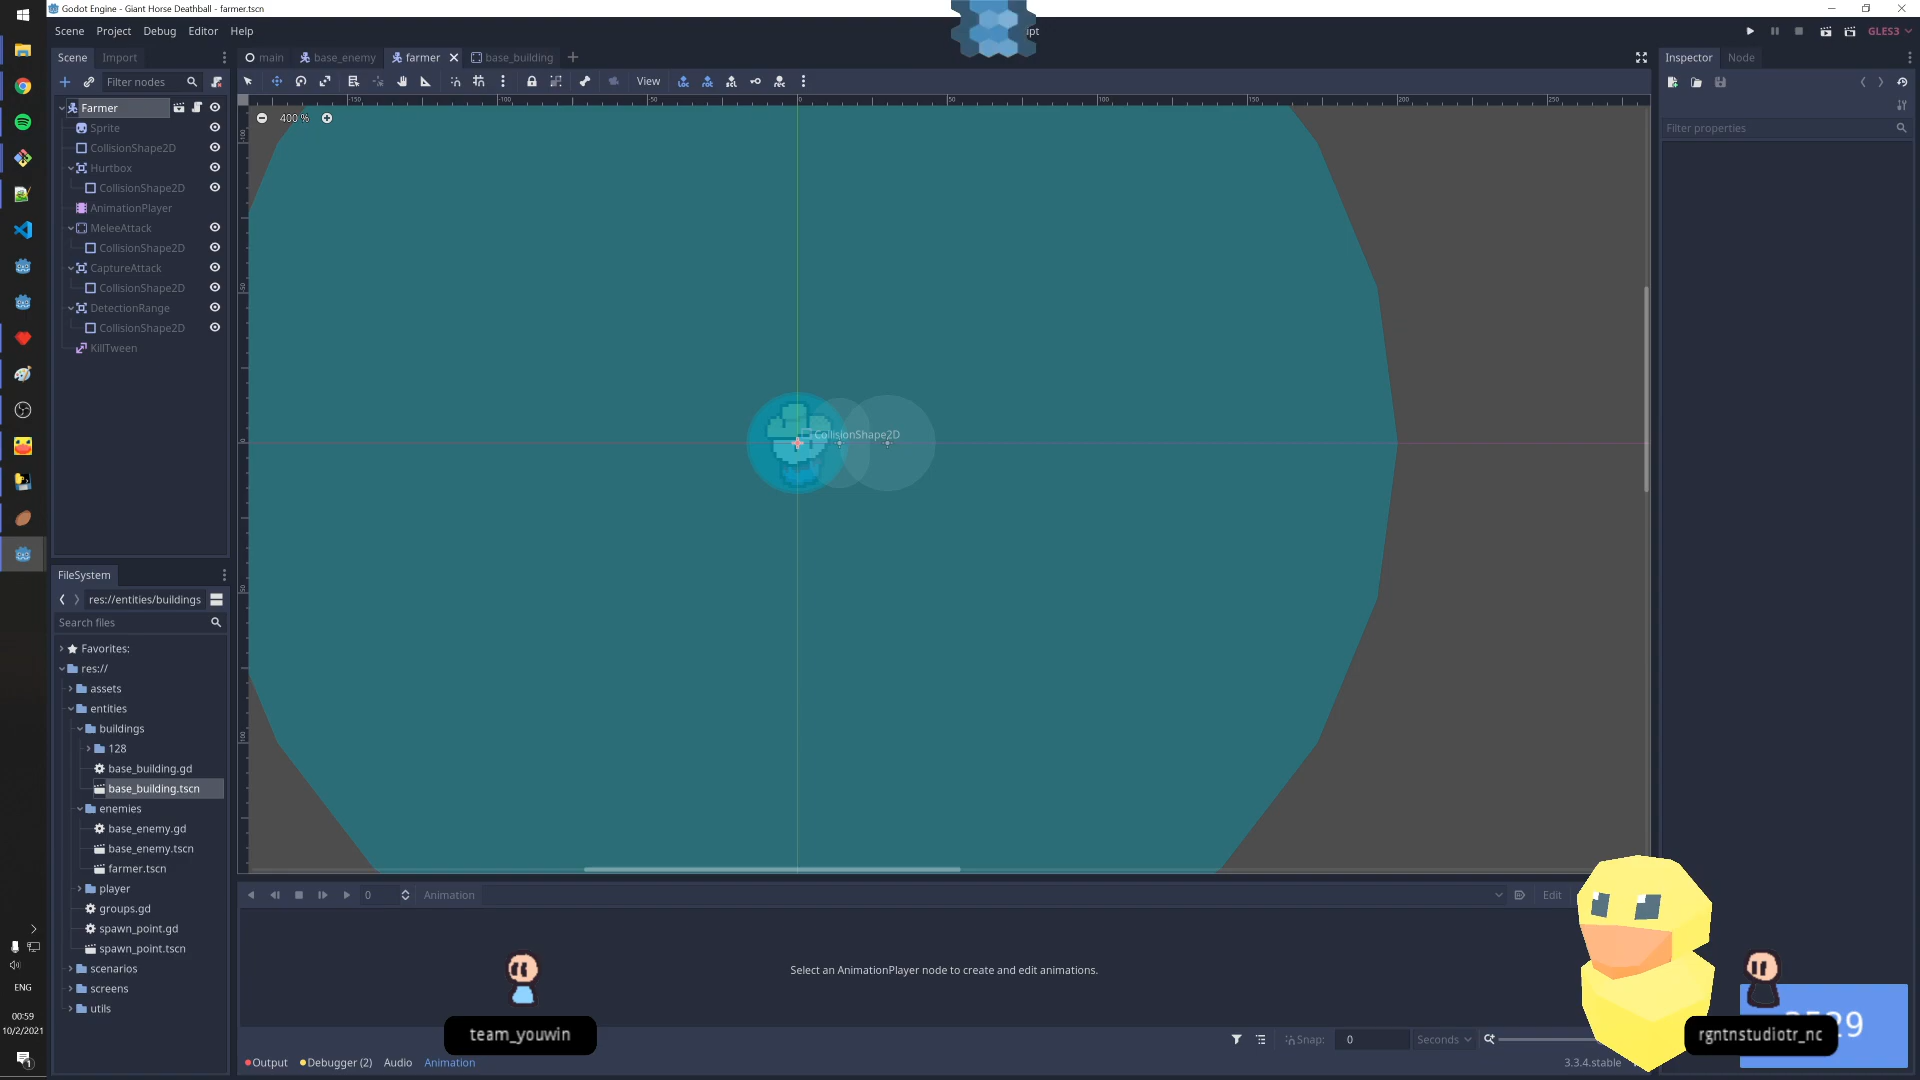 Godot Engine - Giant Horse Deathball - farmer.tscn
Scene Project Debug Editor Help
GLES3
Scene Import
main base_enemy farmer base_building
Inspector Node
Filter nodes
View
Farmer
400 %
Sprite
Filter properties
CollisionShape2D
Hurtbox
CollisionShape2D
AnimationPlayer
MeleeAttack
CollisionShape2D
CaptureAttack
CollisionShape2D
DetectionRange
CollisionShape2D
KillTween
CollisionShape2D
FileSystem
res://entities/buildings
Search files
Favorites:
res://
assets
entities
buildings
128
base_building.gd
base_building.tscn
enemies
base_enemy.gd
base_enemy.tscn
farmer.tscn
player
groups.gd
spawn_point.gd
spawn_point.tscn
scenarios
screens
utils
0 Animation Edit
Select an AnimationPlayer node to create and edit animations.
team_youwin
rgntnstudiotr_nc
Snap: 0 Seconds
Output Debugger (2) Audio Animation
3.3.4.stable
ENG
00:59
10/2/2021